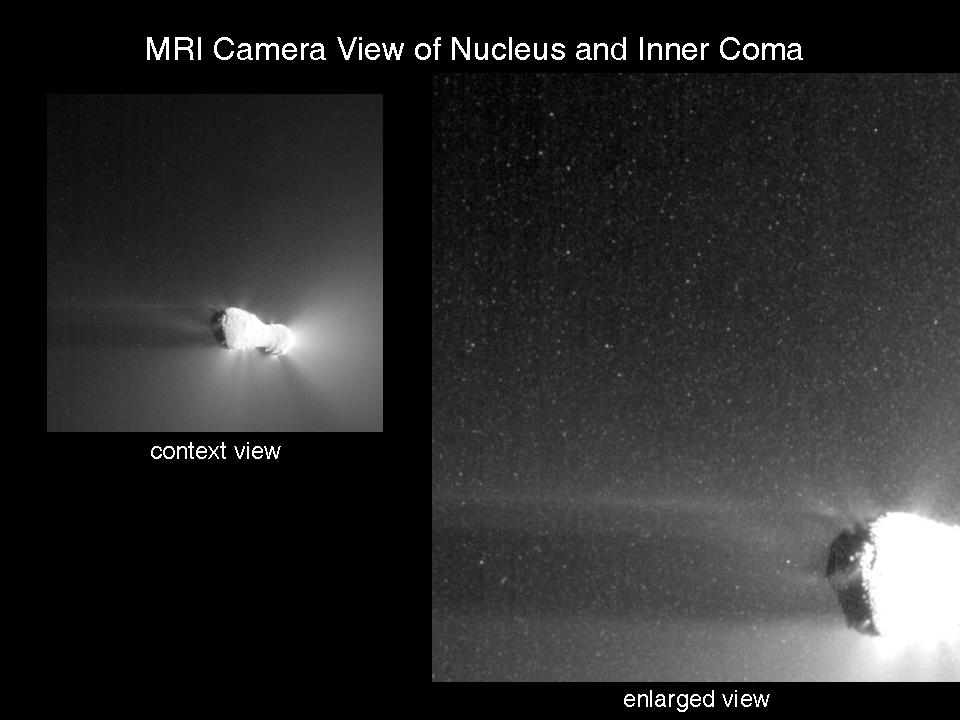 MRI Camera View of Nucleus and Inner Coma
context view
enlarged view